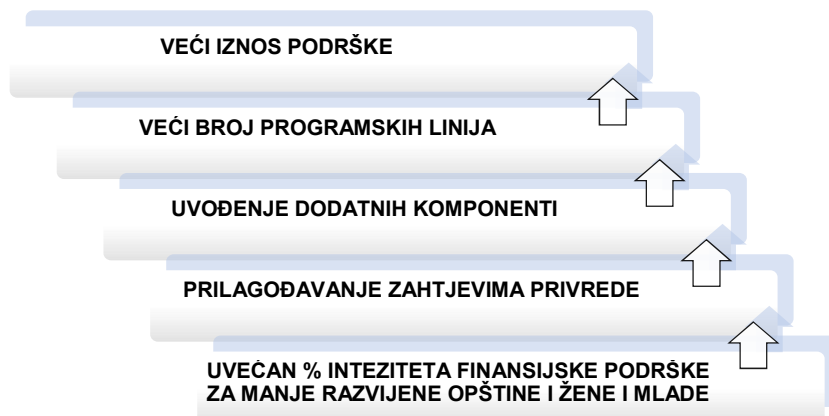 VEĆI IZNOS PODRŠKE
VEĆI BROJ PROGRAMSKIH LINIJA
UVOĐENJE DODATNIH KOMPONENTI
PRILAGOĐAVANJE ZAHTJEVIMA PRIVREDE
UVEĆAN % INTEZITETA FINANSIJSKE PODRŠKE
ZA MANJE RAZVIJENE OPŠTINE I ŽENE I MLADE